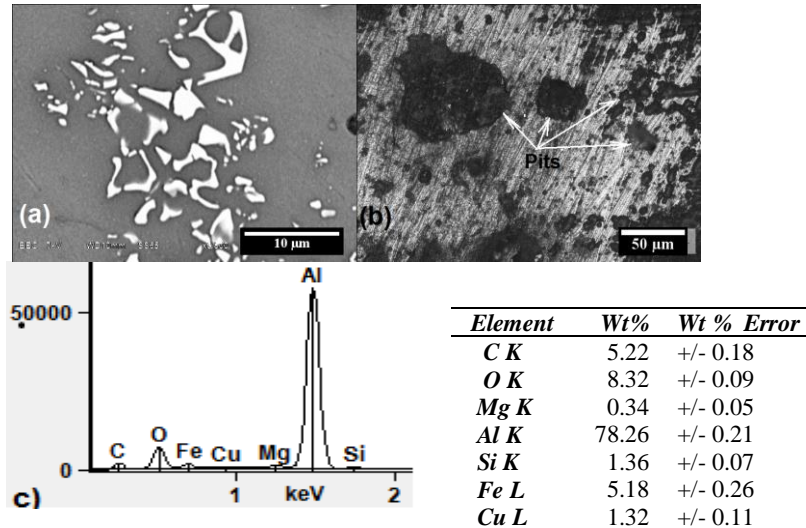 (a)
10 µm
Pits
(b)
50 µm
Al
50000
C O Fe Cu Mg Si
0
1 keV 2
c)
Element Wt% Wt % Error
C K 5.22 +/- 0.18
O K 8.32 +/- 0.09
Mg K 0.34 +/- 0.05
Al K 78.26 +/- 0.21
Si K 1.36 +/- 0.07
Fe L 5.18 +/- 0.26
Cu L 1.32 +/- 0.11